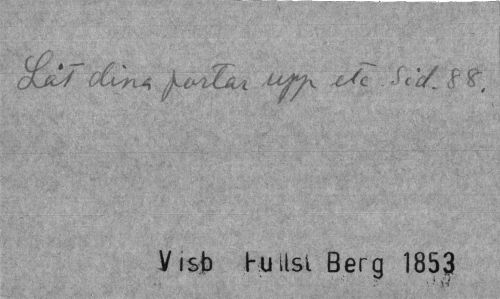 Låt dina portar upp etc. Sid. 88.
Visb Fullst Berg 1853